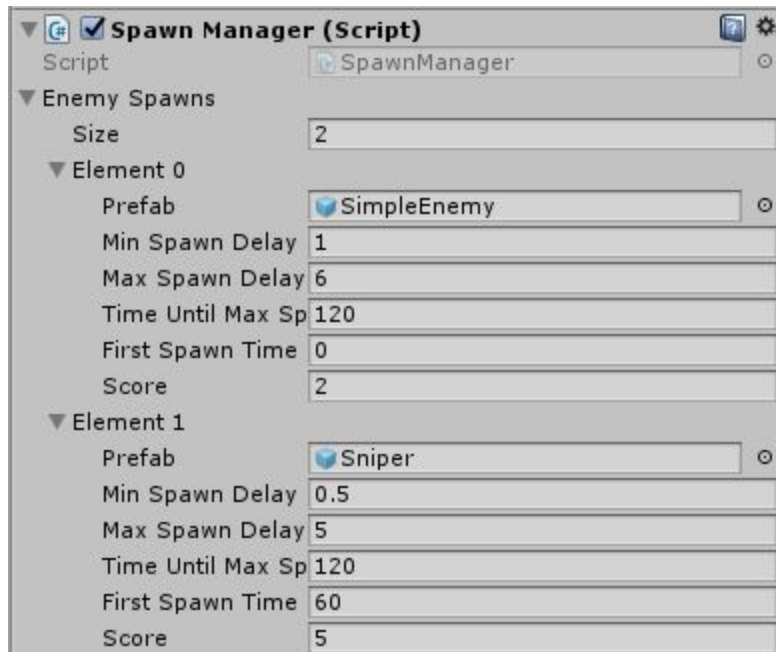 Spawn Manager (Script)
Script SpawnManager
Enemy Spawns
Size 2
Element 0
Prefab SimpleEnemy
Min Spawn Delay 1
Max Spawn Delay 6
Time Until Max Sp 120
First Spawn Time 0
Score 2
Element 1
Prefab Sniper
Min Spawn Delay 0.5
Max Spawn Delay 5
Time Until Max Sp 120
First Spawn Time 60
Score 5